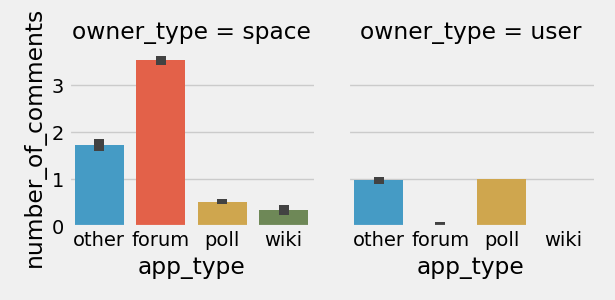 owner_type = space
owner_type = user
number_of_comments
3
2
1
0
other forum poll wiki
other forum poll wiki
app_type
app_type